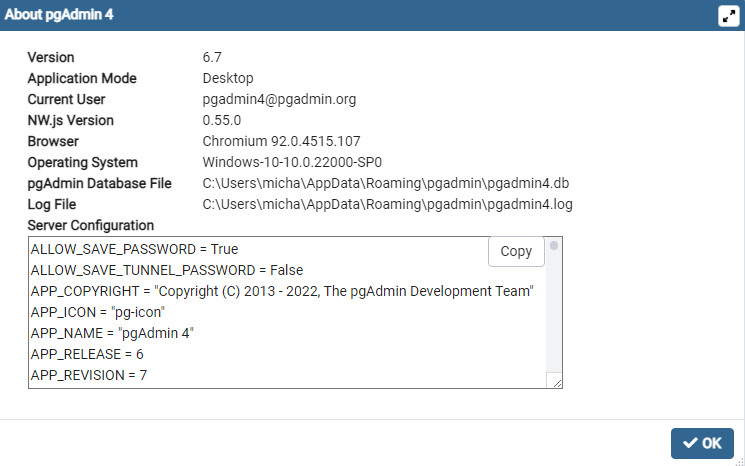 About pgAdmin 4
Version 6.7
Application Mode Desktop
Current User pgadmin4@pgadmin.org
NW.js Version 0.55.0
Browser Chromium 92.0.4515.107
Operating System Windows-10-10.0.22000-SP0
pgAdmin Database File C:\Users\micha\AppData\Roaming\pgadmin\pgadmin4.db
Log File C:\Users\micha\AppData\Roaming\pgadmin\pgadmin4.log
Server Configuration
Copy
ALLOW_SAVE_PASSWORD = True
ALLOW_SAVE_TUNNEL_PASSWORD = False
APP_COPYRIGHT = "Copyright (C) 2013 - 2022, The pgAdmin Development Team"
APP_ICON = "pg-icon"
APP_NAME = "pgAdmin 4"
APP_RELEASE = 6
APP_REVISION = 7
OK